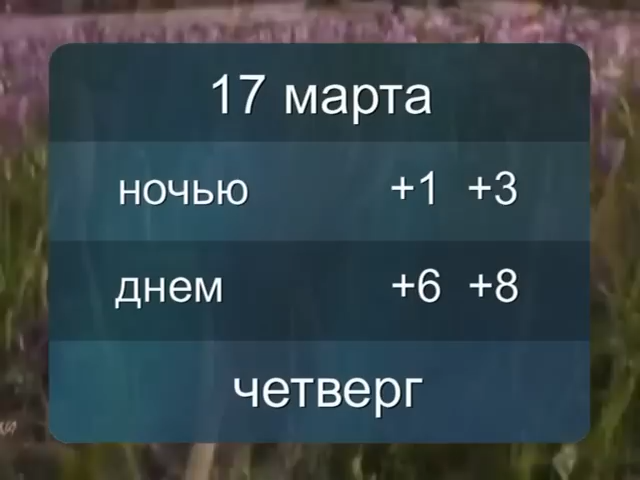 17 марта
ночью +1 +3
днем +6 +8
четверг